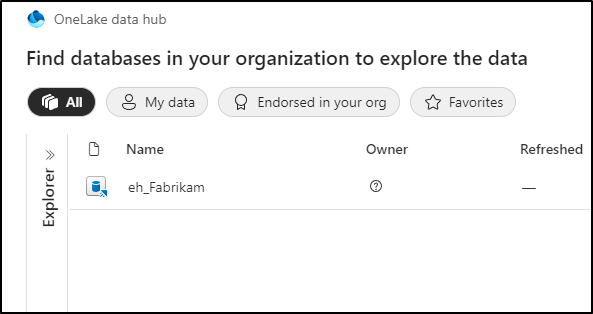 OneLake data hub
Find databases in your organization to explore the data
All My data Endorsed in your org Favorites
Explorer
Name Owner Refreshed
eh_Fabrikam —